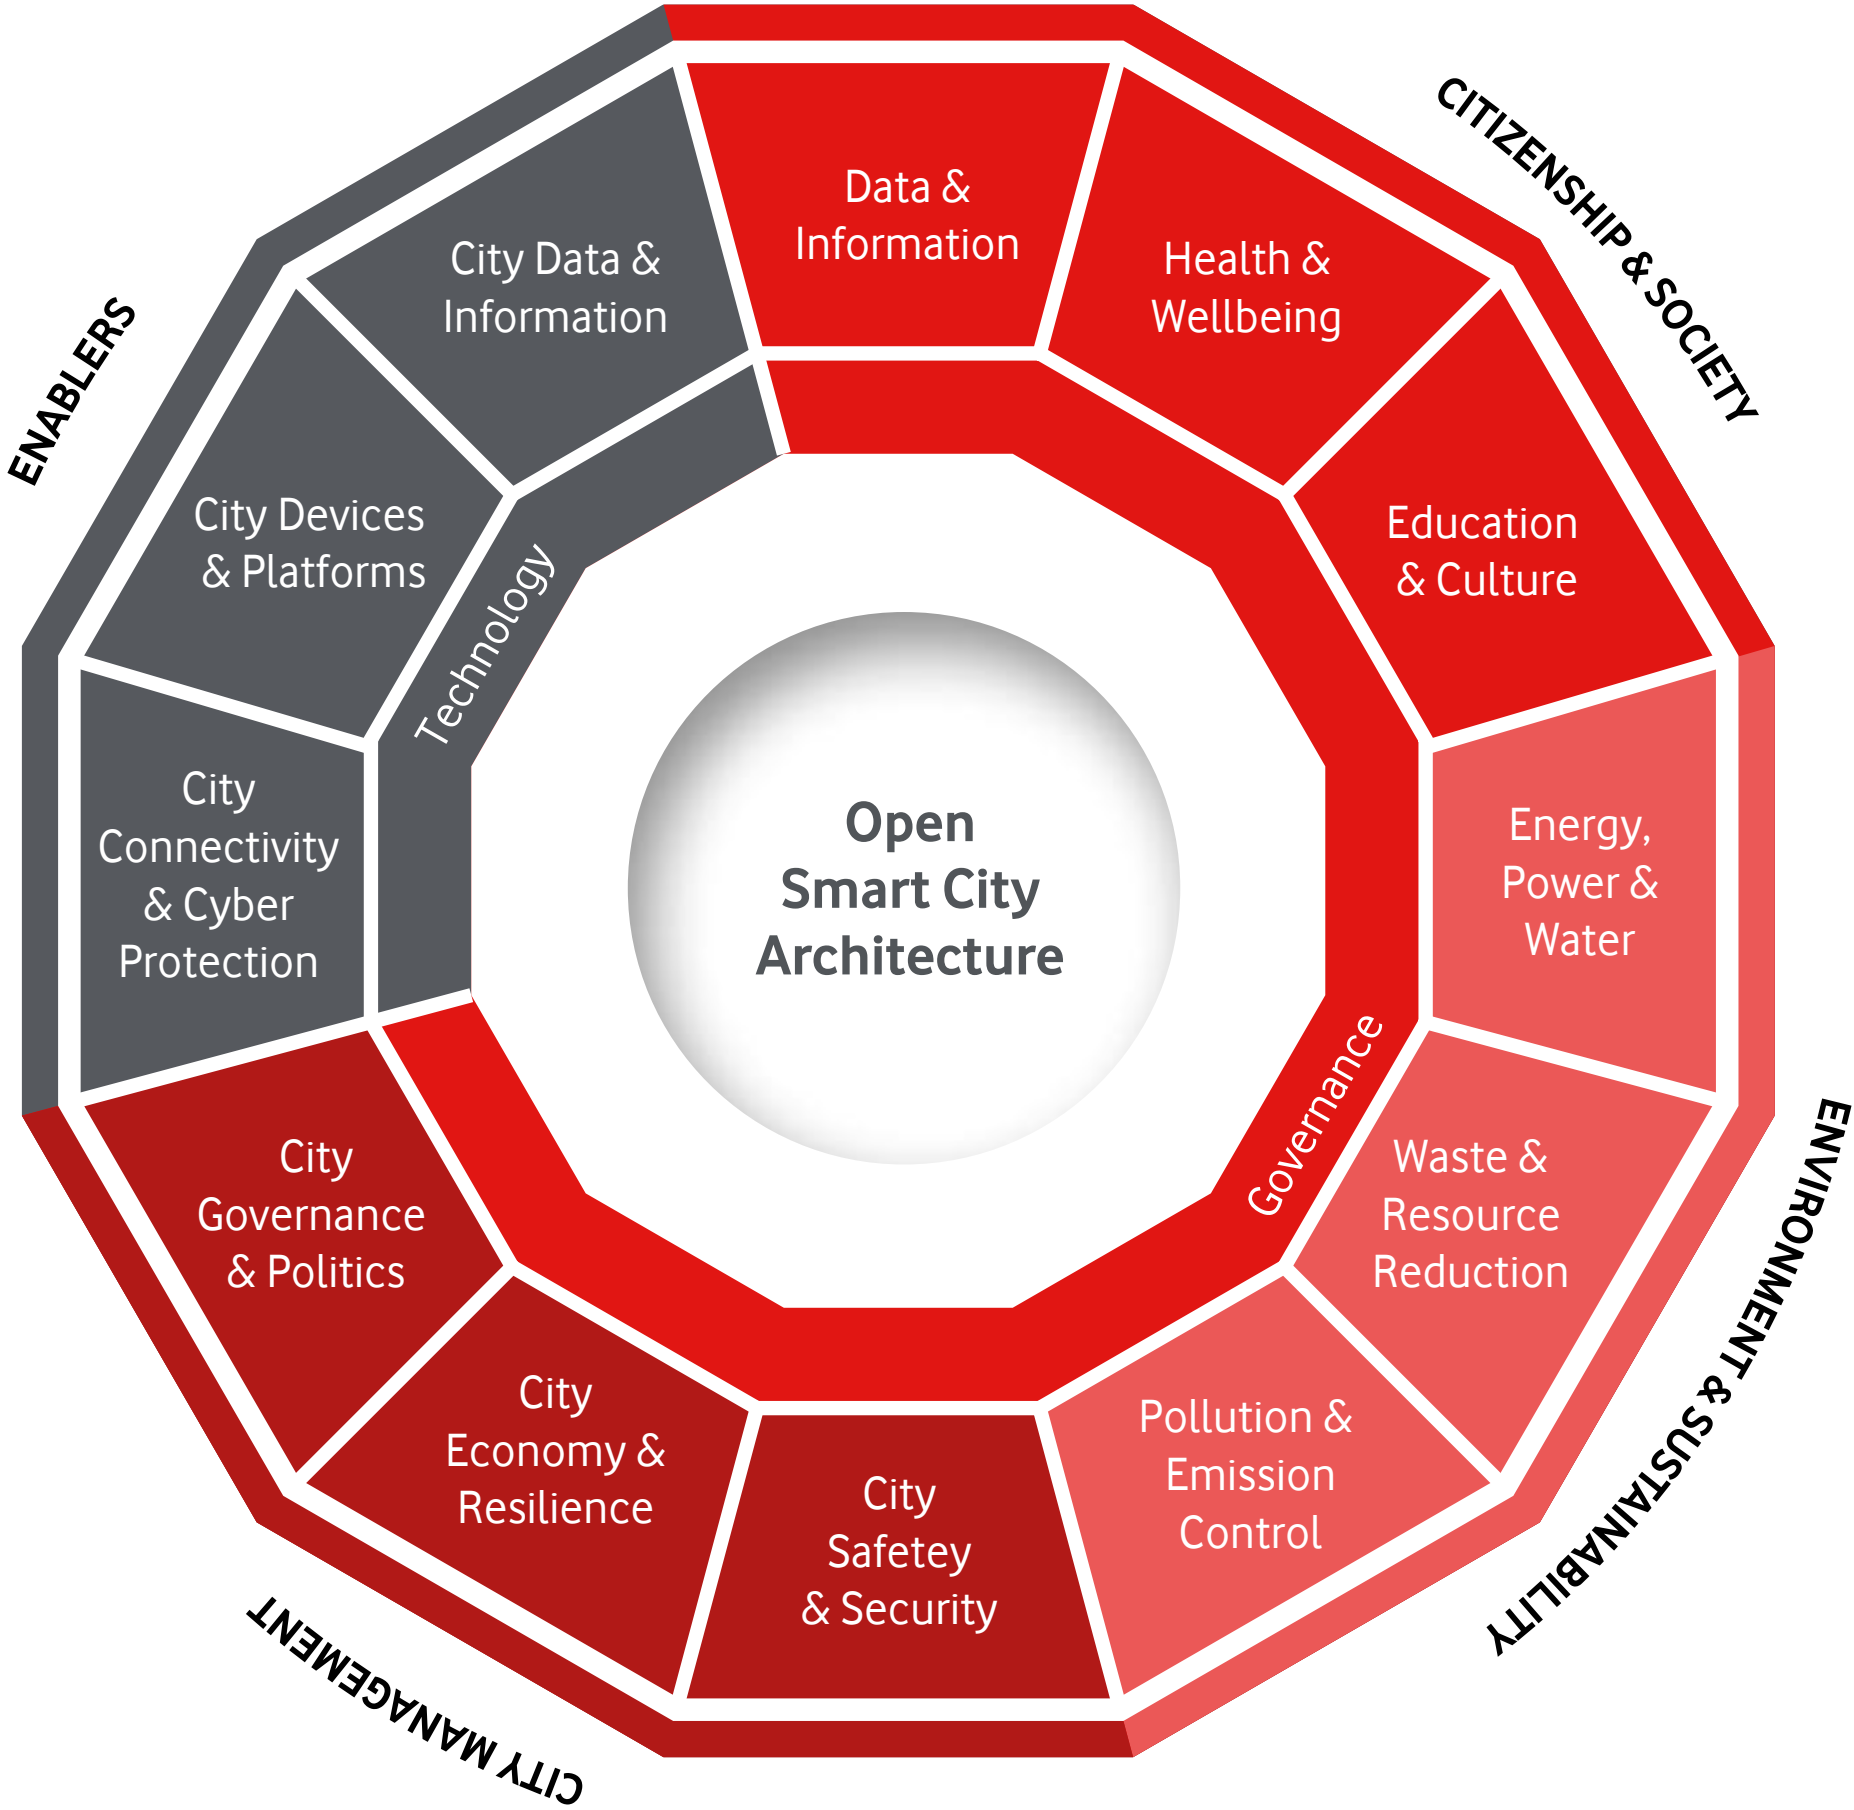 CITIZENSHIP & SOCIETY
Data &
Information
Health &
Wellbeing
Education
& Culture
ENVIRONMENT & SUSTAINABILITY
Energy,
Power &
Water
Waste &
Resource
Reduction
Pollution &
Emission
Control
CITY MANAGEMENT
City
Safetey
& Security
City
Economy &
Resilience
City
Governance
& Politics
ENABLERS
City
Connectivity
& Cyber
Protection
City Devices
& Platforms
City Data &
Information
Technology
Governance
Open
Smart City
Architecture